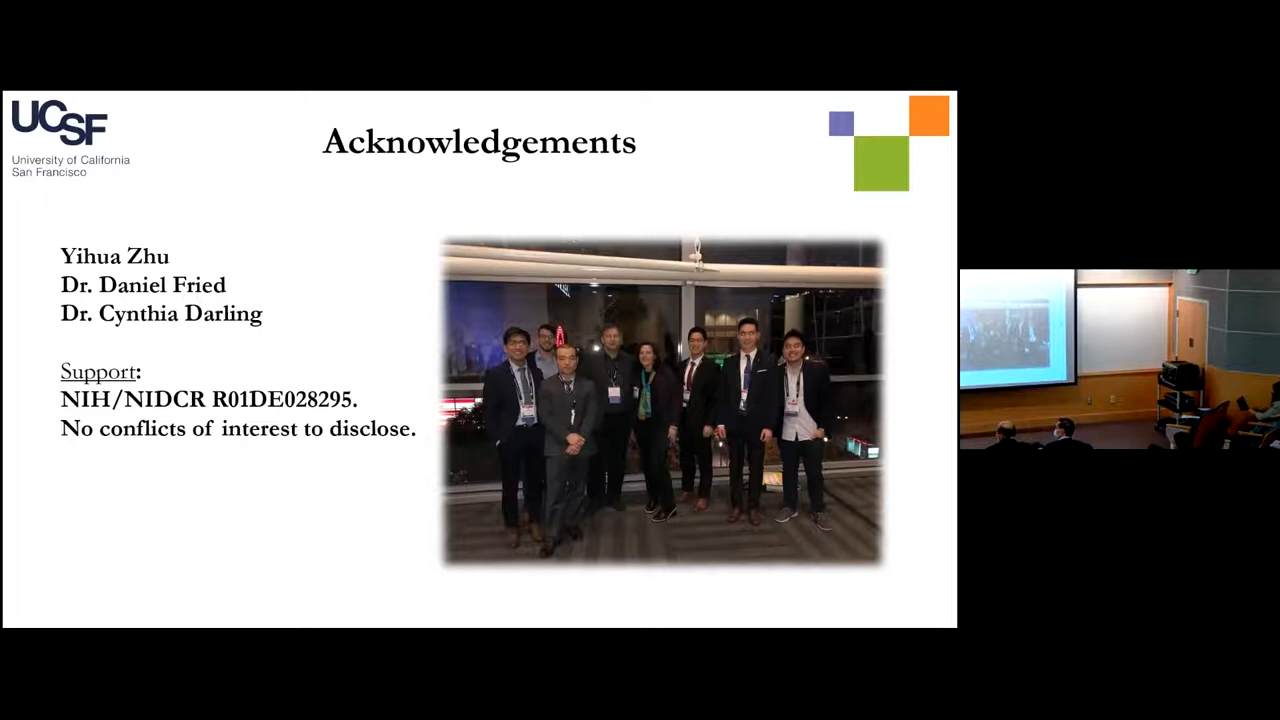 UCSF
University of California
San Francisco
Acknowledgements
Yihua Zhu
Dr. Daniel Fried
Dr. Cynthia Darling
Support:
NIH/NIDCR R01DE028295.
No conflicts of interest to disclose.